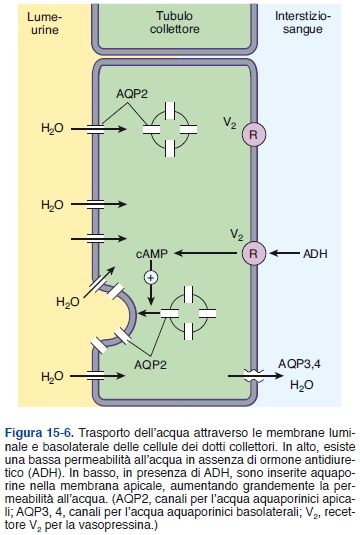 Lume-
urine
Tubulo
collettore
Interstizio-
sangue
AQP2
H2O
V2
R
H2O
V2
cAMP
R
ADH
+
H2O
AQP2
H2O
AQP3,4
H2O
Figura 15-6. Trasporto dell'acqua attraverso le membrane lumi-
nale e basolaterale delle cellule dei dotti collettori. In alto, esiste
una bassa permeabilità all'acqua in assenza di ormone antidiure-
tico (ADH). In basso, in presenza di ADH, sono inserite aquapo-
rine nella membrana apicale, aumentando grandemente la per-
meabilità all'acqua. (AQP2, canali per l'acqua aquaporinici apica-
li; AQP3, 4, canali per l'acqua aquaporinici basolaterali; V2, recet-
tore V2 per la vasopressina.)